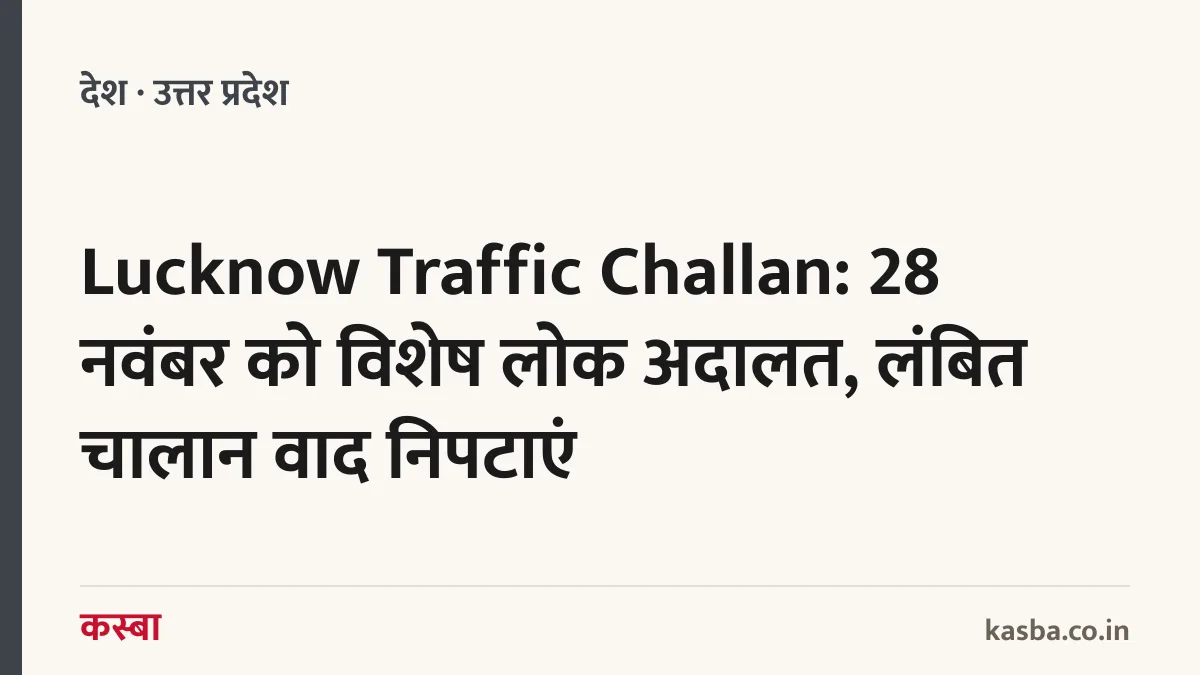 देश · उत्तर प्रदेश
Lucknow Traffic Challan: 28
नवंबर को विशेष लोक अदालत, लंबित
चालान वाद निपटाएं
कस्बा
kasba.co.in